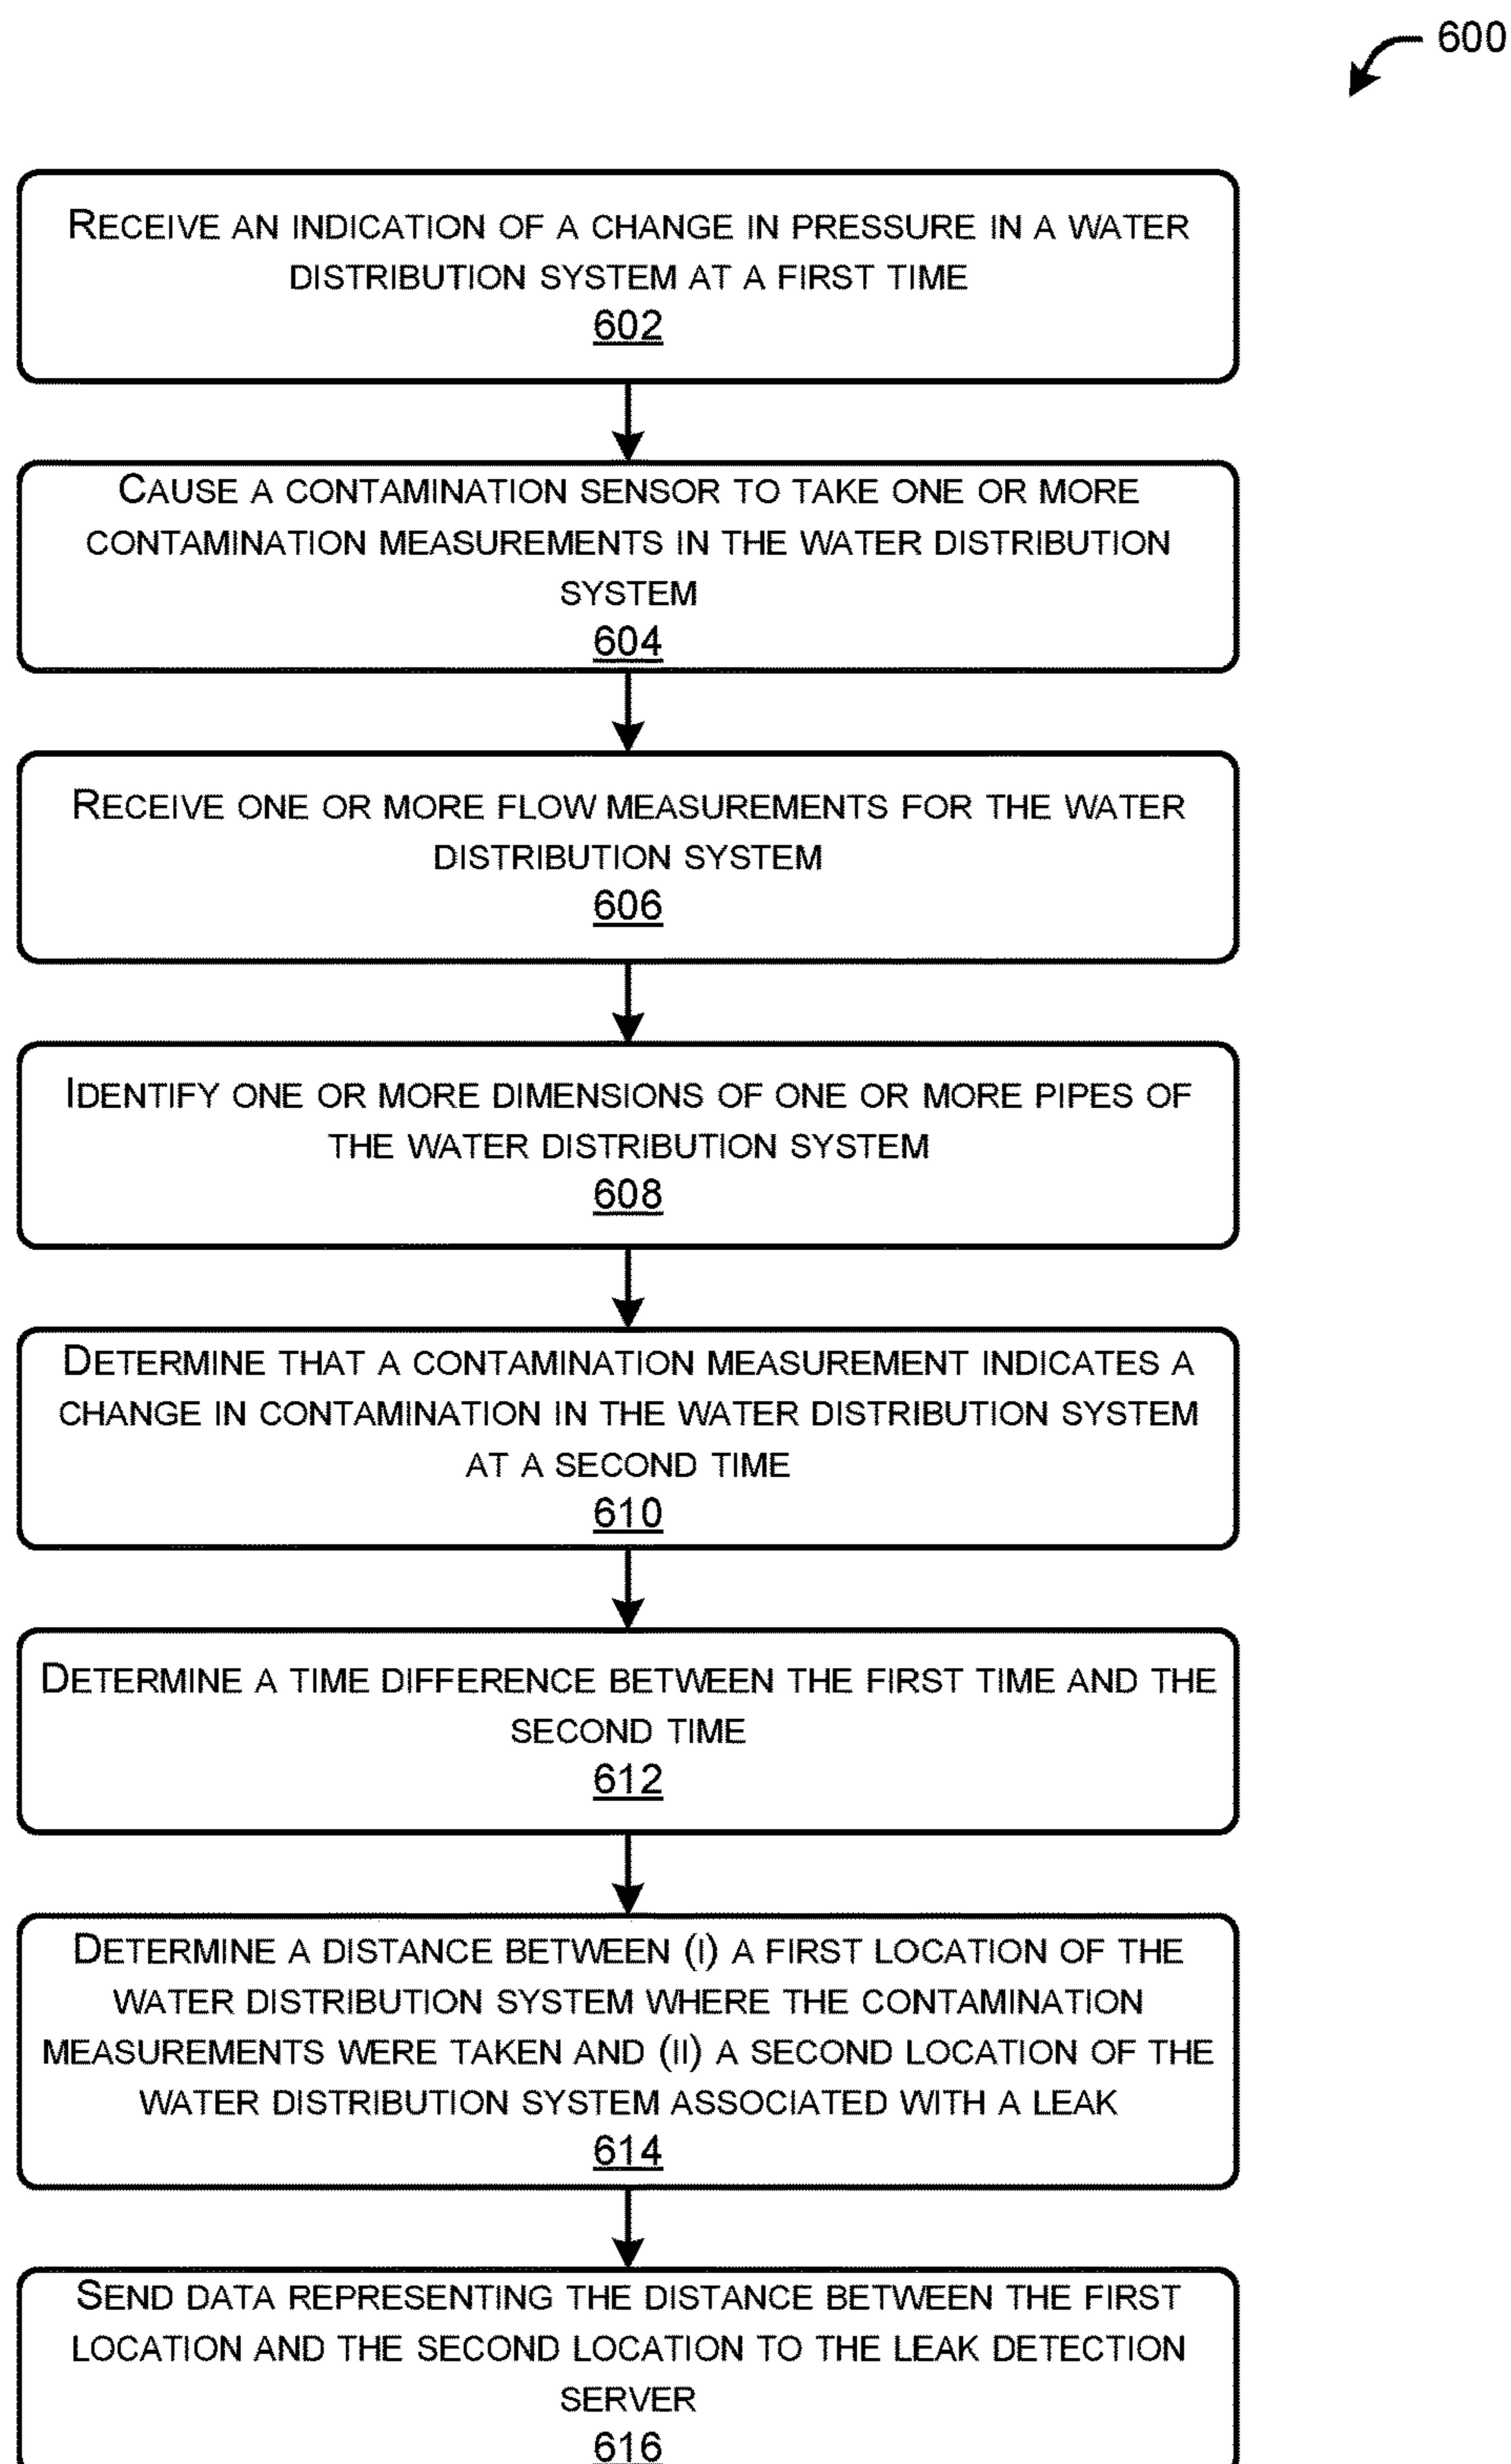 600
RECEIVE AN INDICATION OF A CHANGE IN PRESSURE IN A WATER
DISTRIBUTION SYSTEM AT A FIRST TIME
602
CAUSE A CONTAMINATION SENSOR TO TAKE ONE OR MORE
CONTAMINATION MEASUREMENTS IN THE WATER DISTRIBUTION
SYSTEM
604
RECEIVE ONE OR MORE FLOW MEASUREMENTS FOR THE WATER
DISTRIBUTION SYSTEM
606
IDENTIFY ONE OR MORE DIMENSIONS OF ONE OR MORE PIPES OF
THE WATER DISTRIBUTION SYSTEM
608
DETERMINE THAT A CONTAMINATION MEASUREMENT INDICATES A
CHANGE IN CONTAMINATION IN THE WATER DISTRIBUTION SYSTEM
AT A SECOND TIME
610
DETERMINE A TIME DIFFERENCE BETWEEN THE FIRST TIME AND THE
SECOND TIME
612
DETERMINE A DISTANCE BETWEEN (I) A FIRST LOCATION OF THE
WATER DISTRIBUTION SYSTEM WHERE THE CONTAMINATION
MEASUREMENTS WERE TAKEN AND (II) A SECOND LOCATION OF THE
WATER DISTRIBUTION SYSTEM ASSOCIATED WITH A LEAK
614
SEND DATA REPRESENTING THE DISTANCE BETWEEN THE FIRST
LOCATION AND THE SECOND LOCATION TO THE LEAK DETECTION
SERVER
616